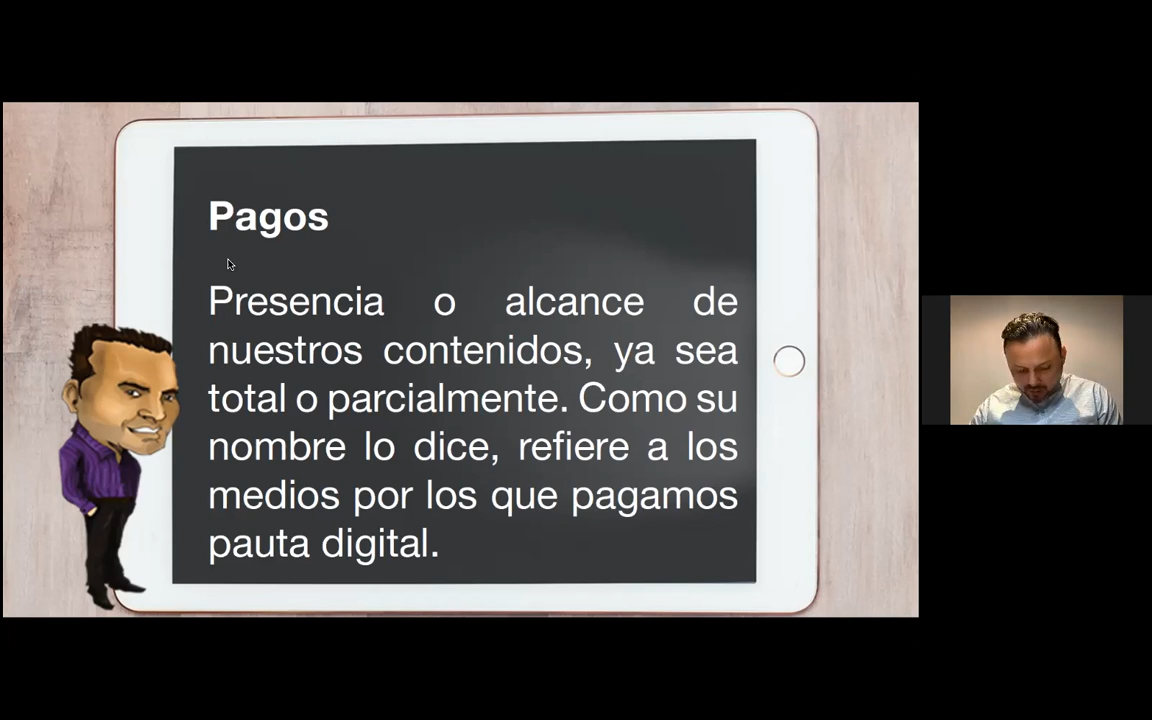 Pagos
Presencia o alcance de
nuestros contenidos, ya sea
total o parcialmente. Como su
nombre lo dice, refiere a los
medios por los que pagamos
pauta digital.